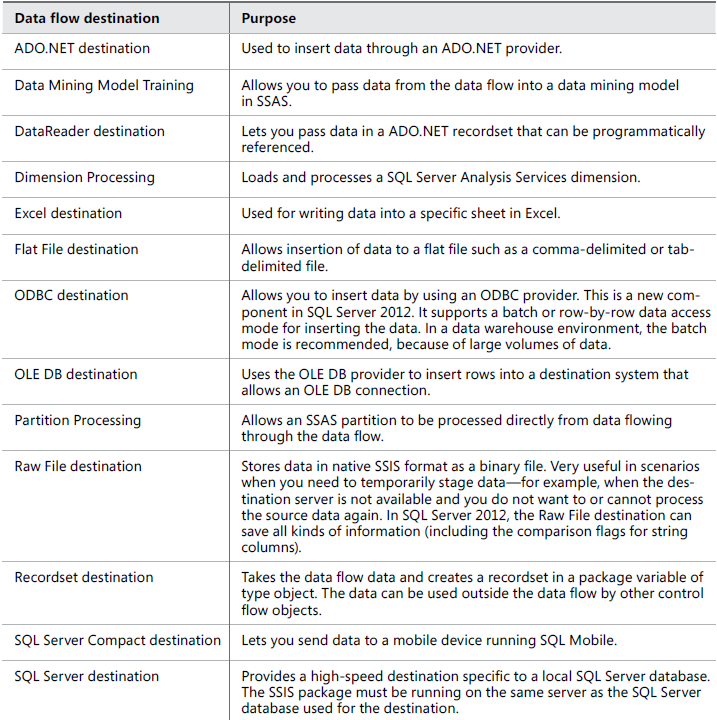 Data flow destination Purpose
ADO.NET destination Used to insert data through an ADO.NET provider.
Data Mining Model Training Allows you to pass data from the data flow into a data mining model
in SSAS.
DataReader destination Lets you pass data in a ADO.NET recordset that can be programmatically
referenced.
Dimension Processing Loads and processes a SQL Server Analysis Services dimension.
Excel destination Used for writing data into a specific sheet in Excel.
Flat File destination Allows insertion of data to a flat file such as a comma-delimited or tab-
delimited file.
ODBC destination Allows you to insert data by using an ODBC provider. This is a new com-
ponent in SQL Server 2012. It supports a batch or row-by-row data access
mode for inserting the data. In a data warehouse environment, the batch
mode is recommended, because of large volumes of data.
OLE DB destination Uses the OLE DB provider to insert rows into a destination system that
allows an OLE DB connection.
Partition Processing Allows an SSAS partition to be processed directly from data flowing
through the data flow.
Raw File destination Stores data in native SSIS format as a binary file. Very useful in scenarios
when you need to temporarily stage data—for example, when the des-
tination server is not available and you do not want to or cannot process
the source data again. In SQL Server 2012, the Raw File destination can
save all kinds of information (including the comparison flags for string
columns).
Recordset destination Takes the data flow data and creates a recordset in a package variable of
type object. The data can be used outside the data flow by other control
flow objects.
SQL Server Compact destination Lets you send data to a mobile device running SQL Mobile.
SQL Server destination Provides a high-speed destination specific to a local SQL Server database.
The SSIS package must be running on the same server as the SQL Server
database used for the destination.